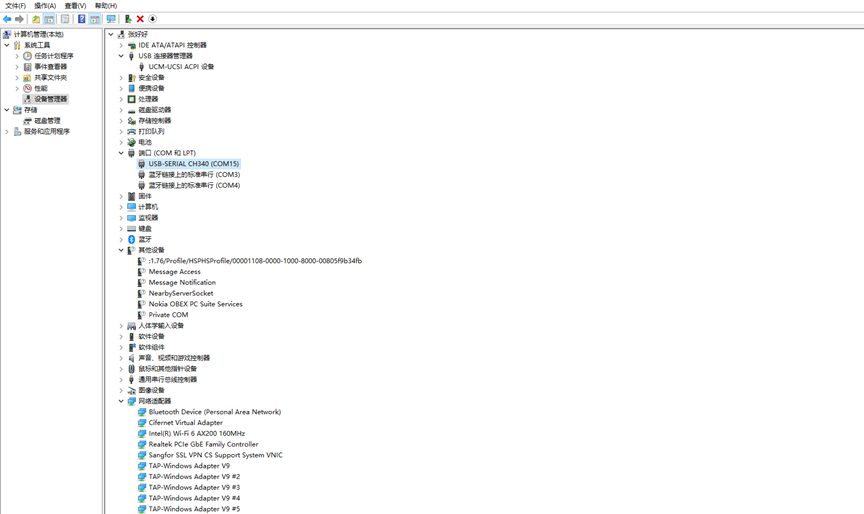 文件(F) 操作(A) 查看(V) 帮助(H)
计算机管理(本地)
系统工具
任务计划程序
事件查看器
共享文件夹
性能
设备管理器
存储
磁盘管理
服务和应用程序
张好好
IDE ATA/ATAPI 控制器
USB 连接器管理器
UCM-UCSI ACPI 设备
安全设备
便携设备
处理器
磁盘驱动器
存储控制器
打印队列
电池
端口 (COM 和 LPT)
USB-SERIAL CH340 (COM15)
蓝牙链接上的标准串行 (COM3)
蓝牙链接上的标准串行 (COM4)
固件
计算机
监视器
键盘
蓝牙
其他设备
:1.76/Profile/HSPHSProfile/00001108-0000-1000-8000-00805f9b34fb
Message Access
Message Notification
NearbyServerSocket
Nokia OBEX PC Suite Services
Private COM
人体学输入设备
软件设备
软件组件
声音、视频和游戏控制器
鼠标和其他指针设备
通用串行总线控制器
图像设备
网络适配器
Bluetooth Device (Personal Area Network)
Cifernet Virtual Adapter
Intel(R) Wi-Fi 6 AX200 160MHz
Realtek PCIe GbE Family Controller
Sangfor SSL VPN CS Support System VNIC
TAP-Windows Adapter V9
TAP-Windows Adapter V9 #2
TAP-Windows Adapter V9 #3
TAP-Windows Adapter V9 #4
TAP-Windows Adapter V9 #5